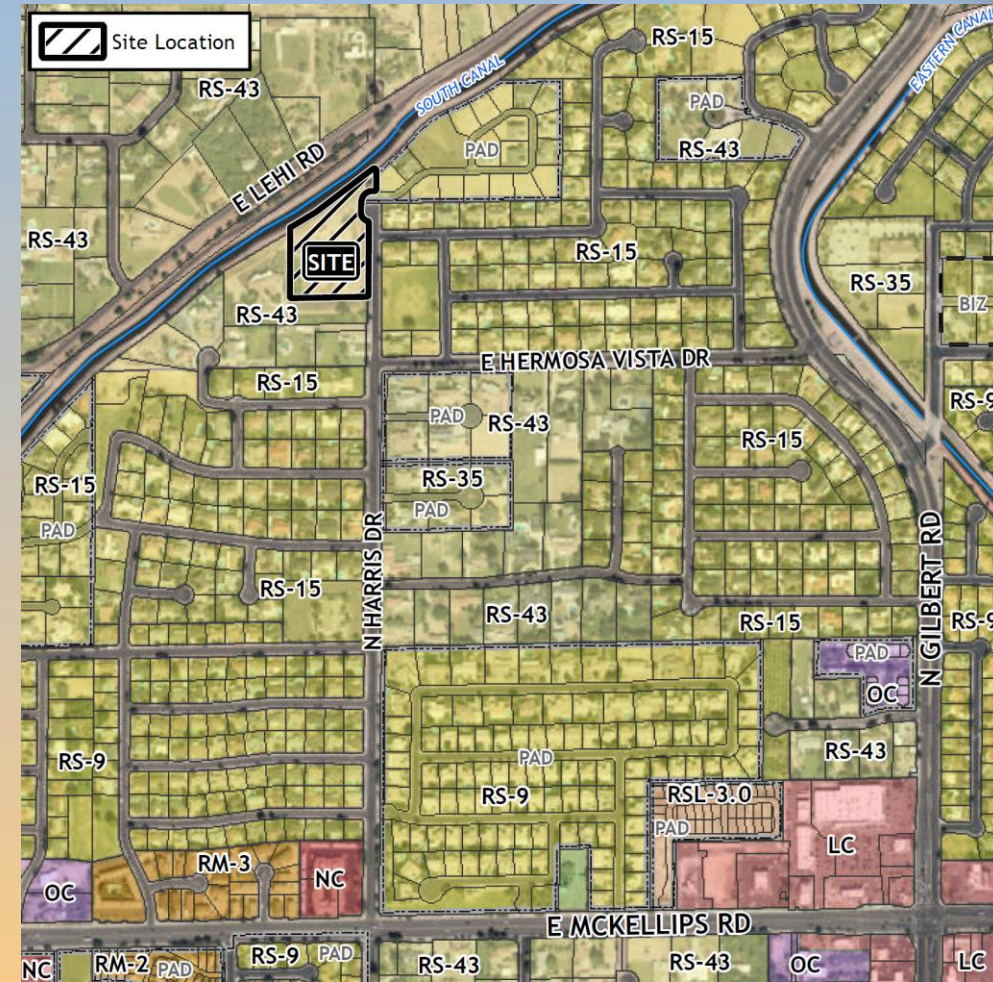 Site Location
RS-15
RS-43
SOUTH CANAL
EASTERN CANAL
PAD
PAD
RS-43
E LEHI RD
RS-43
RS-15
SITE
RS-35
BIZ
RS-43
E HERMOSA VISTA DR
RS-15
RS-9
PAD
RS-43
RS-15
RS-35
RS-15
PAD
PAD
N HARRIS DR
N GILBERT RD
RS-15
RS-43
RS-15
RS-9
PAD
OC
RS-43
PAD
RS-9
RS-9
RSL-3.0
PAD
LC
RM-3
NC
OC
E MCKELLIPS RD
RS-9
PAD
NC
RM-2
PAD
RS-43
RS-43
OC
LC